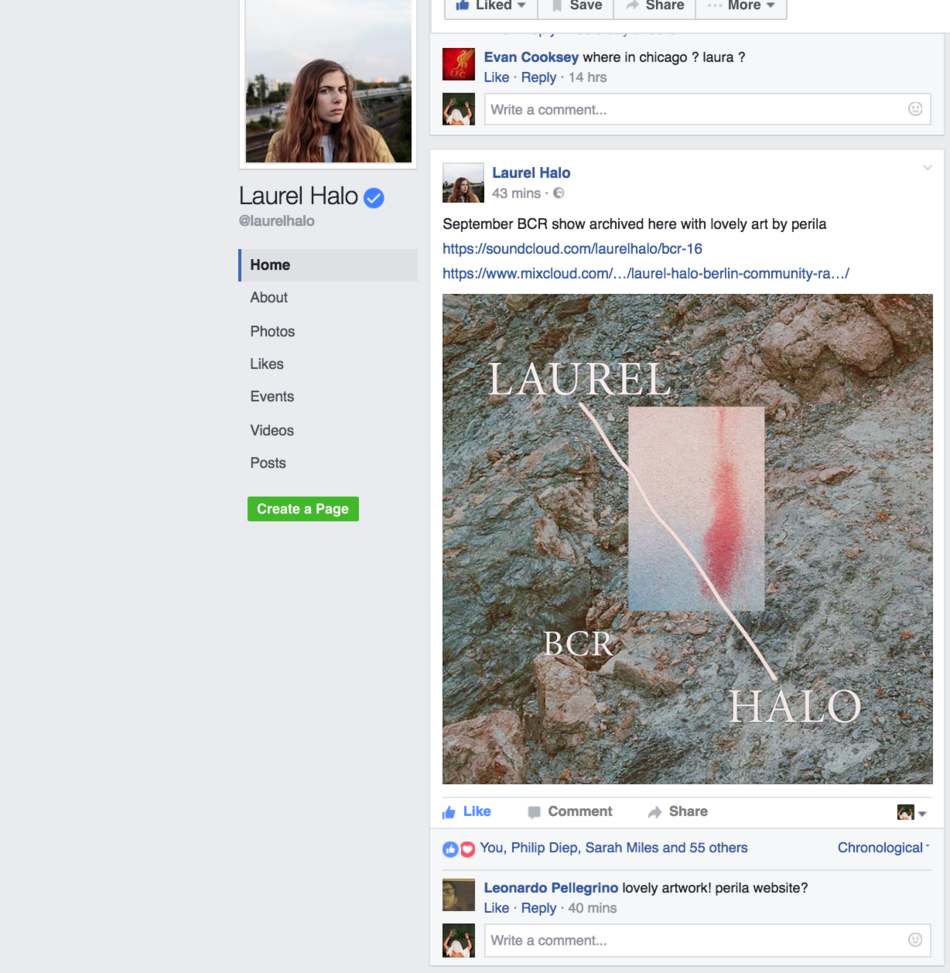 Liked
Save
Share
More
Evan Cooksey where in chicago ? laura ?
Like · Reply · 14 hrs
Write a comment...
Laurel Halo
@laurelhalo
Home
About
Photos
Likes
Events
Videos
Posts
Create a Page
Laurel Halo
43 mins ·
September BCR show archived here with lovely art by perila
https://soundcloud.com/laurelhalo/bcr-16
https://www.mixcloud.com/.../laurel-halo-berlin-community-ra.../
LAUREL
BCR
HALO
Like
Comment
Share
You, Philip Diep, Sarah Miles and 55 others
Chronological
Leonardo Pellegrino lovely artwork! perila website?
Like · Reply · 40 mins
Write a comment...